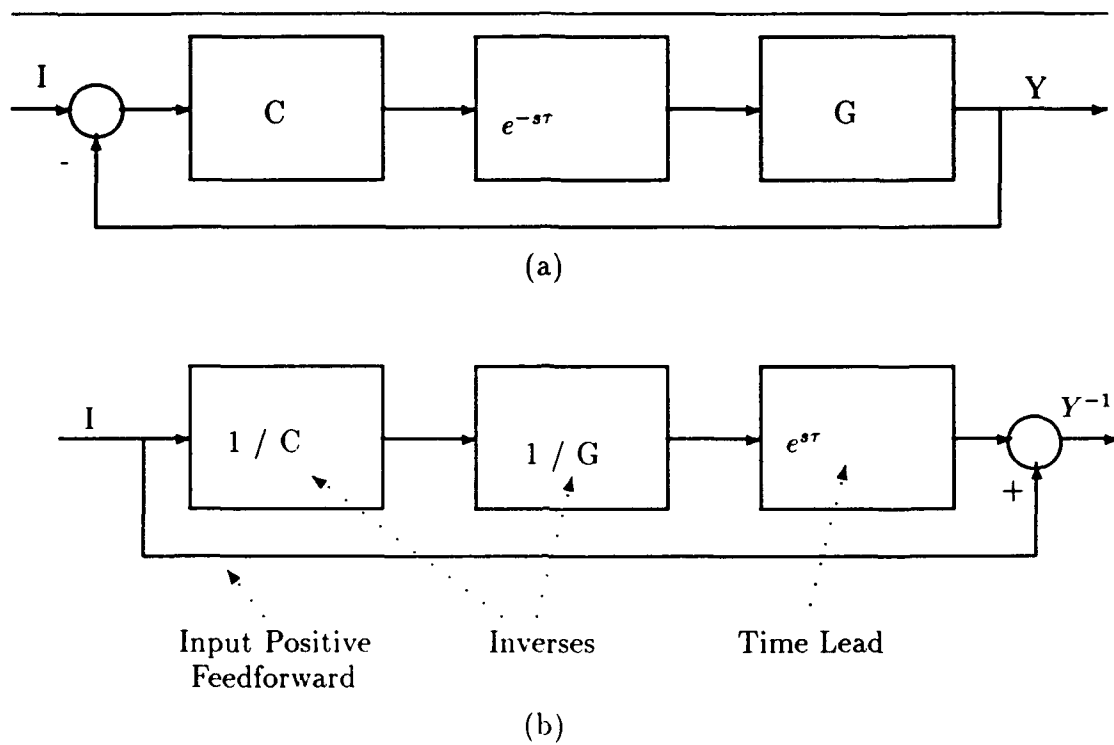 I
C
e^{-sτ}
G
Y
-
(a)
I
1 / C
1 / G
e^{sτ}
Y^{-1}
+
Input Positive
Feedforward
Inverses
Time Lead
(b)